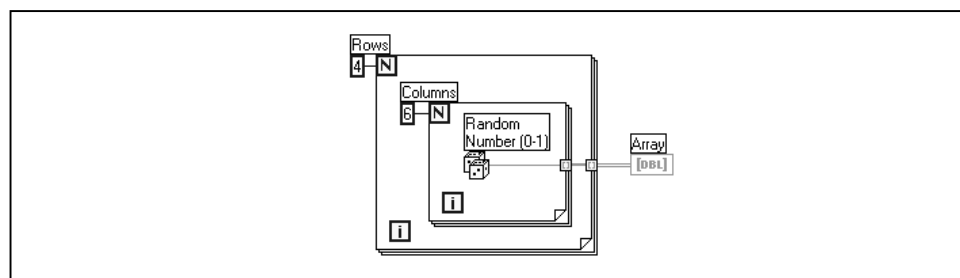 Rows
4 N
Columns
6 N
Random
Number (0-1)
Array
[DBL]
i
i